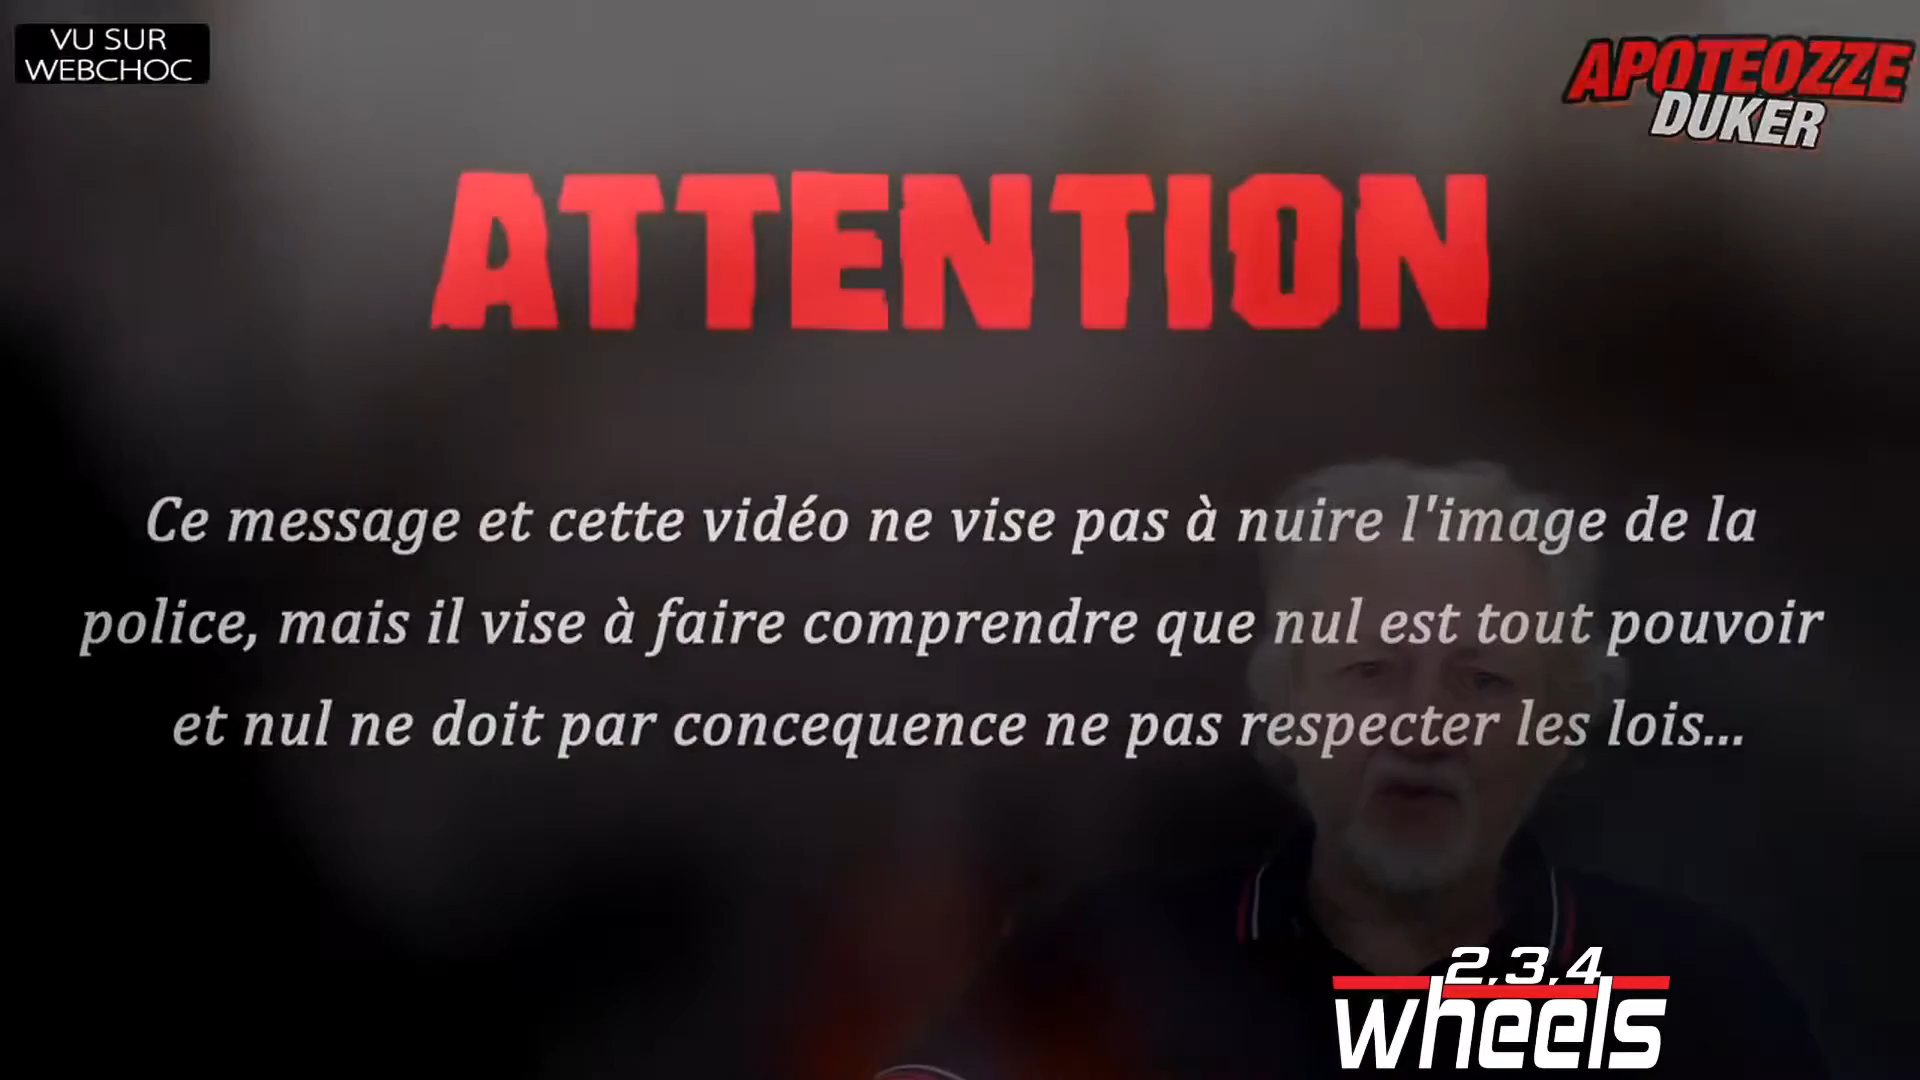 VU SUR
WEBCHOC
APOTEOZZE
DUKER
ATTENTION
Ce message et cette vidéo ne vise pas à nuire l'image de la
police, mais il vise à faire comprendre que nul est tout pouvoir
et nul ne doit par concequence ne pas respecter les lois...
2,3,4
wheels